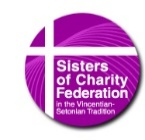 Sisters
of Charity
Federation
in the Vincentian-
Setonian Tradition